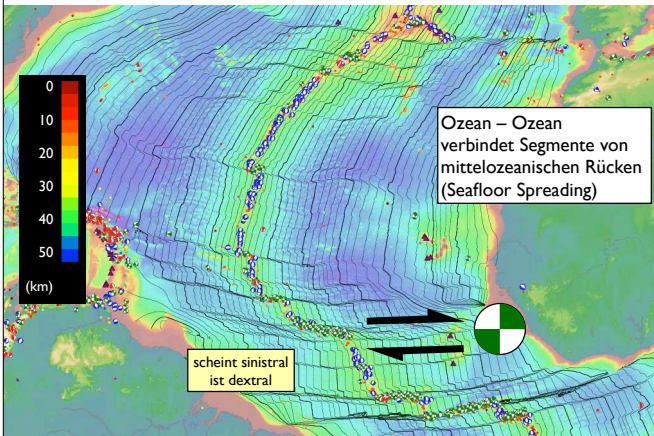 0
10
20
30
40
50
(km)
Ozean – Ozean
verbindet Segmente von
mittelozeanischen Rücken
(Seafloor Spreading)
scheint sinistral
ist dextral